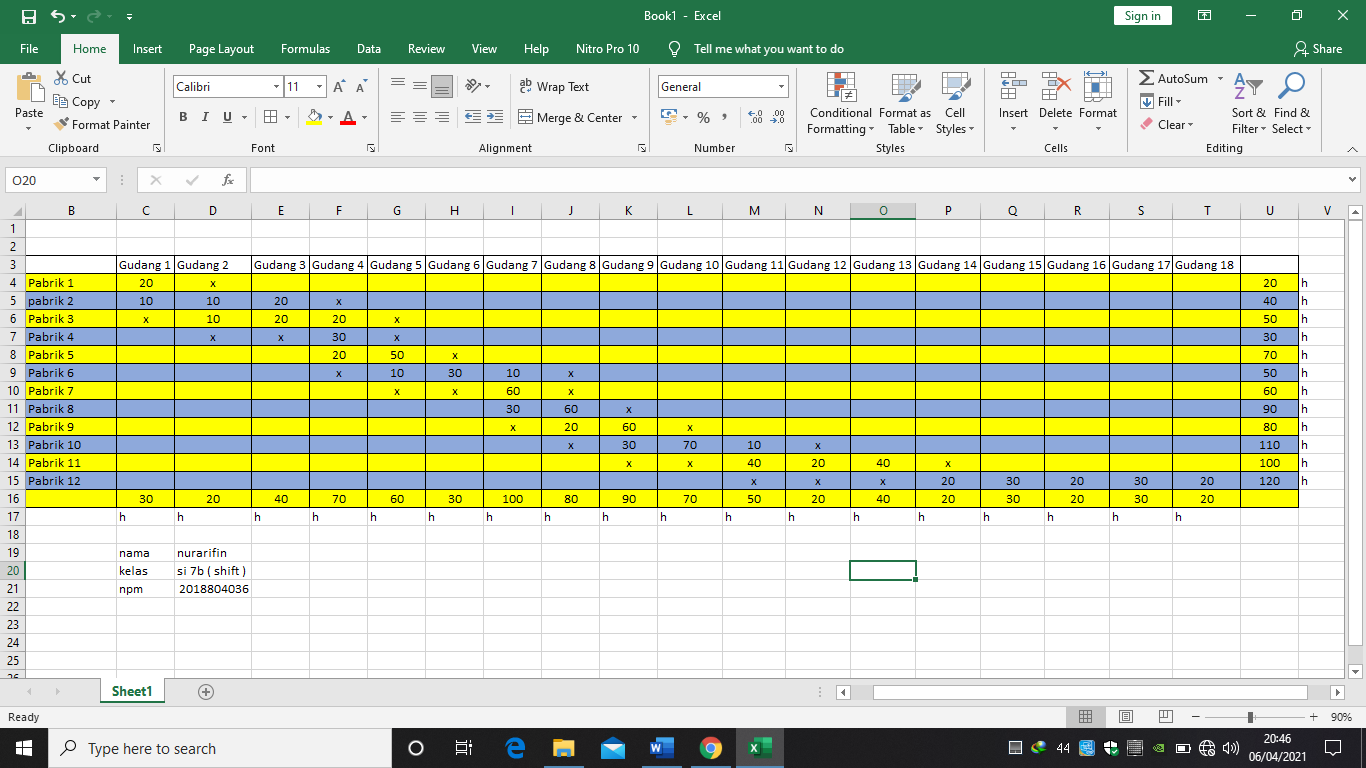 Book1 - Excel
Sign in
File Home Insert Page Layout Formulas Data Review View Help Nitro Pro 10 Tell me what you want to do Share
Cut
Copy
Format Painter
Paste
Clipboard
Calibri 11
B I U
Font
Wrap Text
Merge & Center
Alignment
General
Number
Conditional Formatting
Format as Table
Cell Styles
Styles
Insert Delete Format
Cells
AutoSum
Fill
Clear
Sort & Filter
Find & Select
Editing
O20 fx
B C D E F G H I J K L M N O P Q R S T U V
1
2
3 Gudang 1 Gudang 2 Gudang 3 Gudang 4 Gudang 5 Gudang 6 Gudang 7 Gudang 8 Gudang 9 Gudang 10 Gudang 11 Gudang 12 Gudang 13 Gudang 14 Gudang 15 Gudang 16 Gudang 17 Gudang 18
4 Pabrik 1 20 x 20 h
5 pabrik 2 10 10 20 x 40 h
6 Pabrik 3 x 10 20 20 x 50 h
7 Pabrik 4 x x 30 x 30 h
8 Pabrik 5 20 50 x 70 h
9 Pabrik 6 x 10 30 10 x 50 h
10 Pabrik 7 x x 60 x 60 h
11 Pabrik 8 30 60 x 90 h
12 Pabrik 9 x 20 60 x 80 h
13 Pabrik 10 x 30 70 10 x 110 h
14 Pabrik 11 x x 40 20 40 x 100 h
15 Pabrik 12 x x x 20 30 20 30 20 120 h
16 30 20 40 70 60 30 100 80 90 70 50 20 40 20 30 20 30 20
17 h h h h h h h h h h h h h h h h h h
18
19 nama nurarifin
20 kelas si 7b ( shift )
21 npm 2018804036
22
23
24
25
26
Sheet1
Ready 90%
Type here to search
44
20:46
06/04/2021